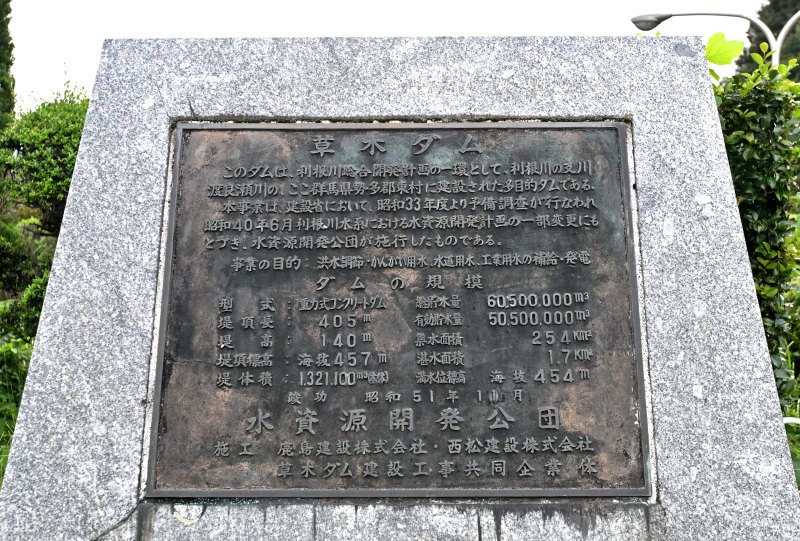 草木ダム
このダムは、利根川総合開発計画の一環として、利根川の支川
渡良瀬川の、ここ群馬県勢多郡東村に建設された多目的ダムである。
本事業は、建設省において、昭和33年度より予備調査が行なわれ
昭和40年6月利根川水系における水資源開発計画の一部変更にも
とづき、水資源開発公団が施行したものである。
事業の目的：洪水調節・かんがい用水、水道用水、工業用水の補給・発電
ダムの規模
型式：重力式コンクリートダム 総貯水量 60,500,000m³
堤頂長：405m 有効貯水量 50,500,000m³
堤高：140m 集水面積 254Km²
堤頂標高：海抜457m 湛水面積 1.7Km²
堤体積：1,321,100m³(本体) 満水位標高 海抜454m
竣功 昭和51年 月
水資源開発公団
施工 鹿島建設株式会社・西松建設株式会社
草木ダム建設工事共同企業体